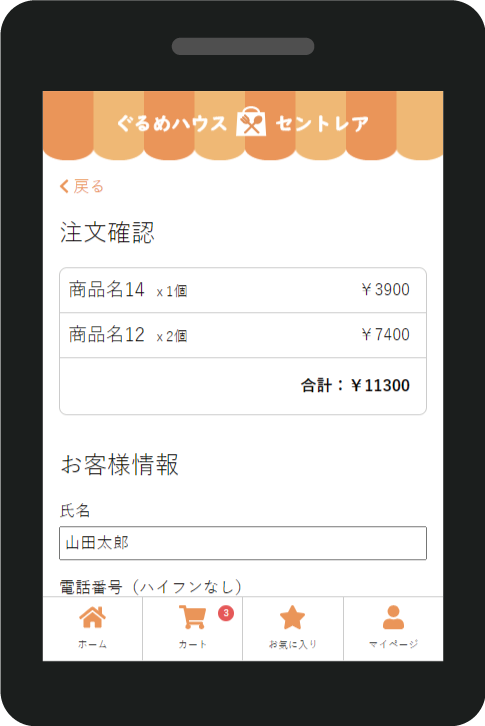 ぐるめハウス セントレア
戻る
注文確認
商品名14 x 1個 ￥3900
商品名12 x 2個 ￥7400
合計：￥11300
お客様情報
氏名
山田太郎
電話番号（ハイフンなし）
3
ホーム カート お気に入り マイページ